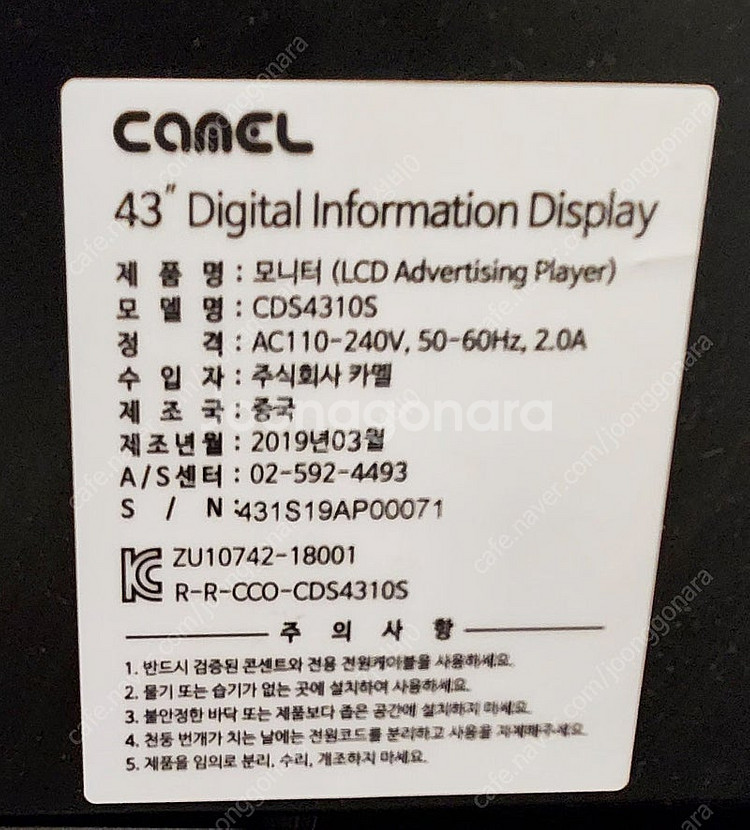 CAMEL
43" Digital Information Display
제 품 명 : 모니터 (LCD Advertising Player)
모 델 명 : CDS4310S
정 격 : AC110-240V, 50-60Hz, 2.0A
수 입 자 : 주식회사 카멜
제 조 국 : 중국
제조년월 : 2019년03월
A/S센터 : 02-592-4493
S / N :431S19AP00071
ZU10742-18001
R-R-CCO-CDS4310S
주 의 사 항
1. 반드시 검증된 콘센트와 전용 전원케이블을 사용하세요.
2. 물기 또는 습기가 없는 곳에 설치하여 사용하세요.
3. 불안정한 바닥 또는 제품보다 좁은 공간에 설치하지 마세요.
4. 천둥 번개가 치는 날에는 전원코드를 분리하고 사용을 자제해주세요.
5. 제품을 임의로 분리, 수리, 개조하지 마세요.
joonggonara
cafe.naver.com/joonggonara